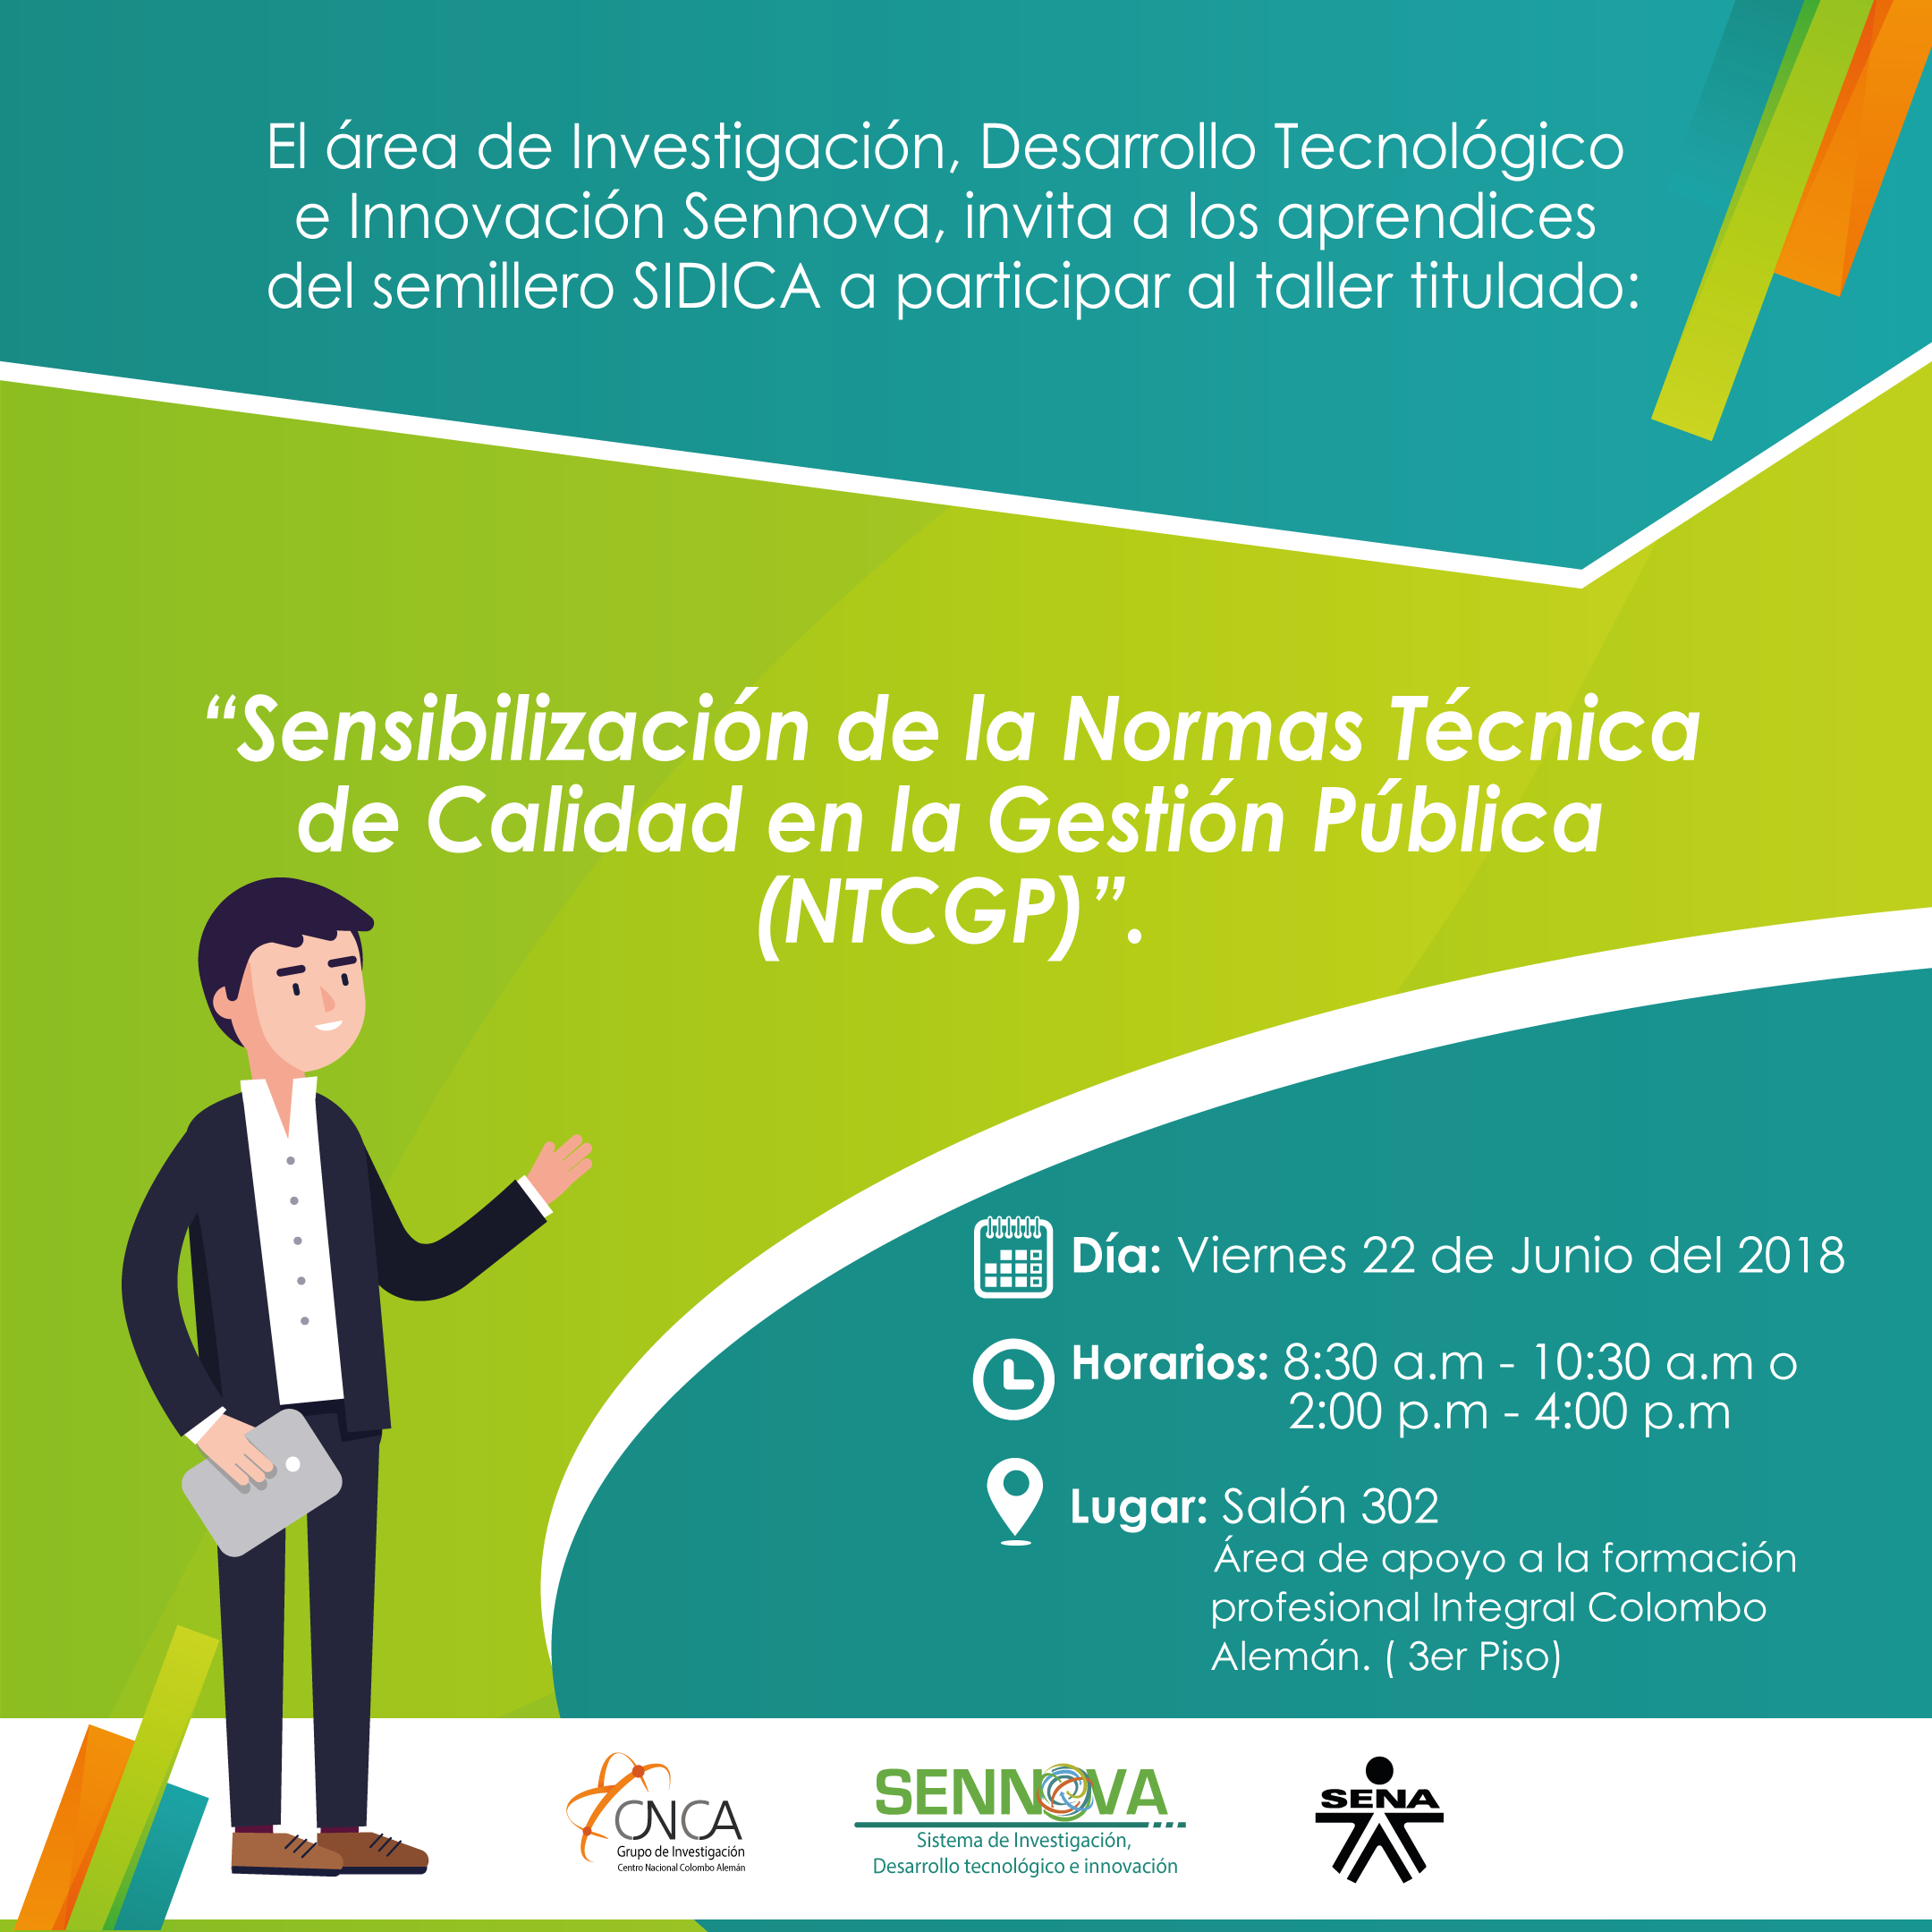 El área de Investigación, Desarrollo Tecnológico
e Innovación Sennova, invita a los aprendices
del semillero SIDICA a participar al taller titulado:
“Sensibilización de la Normas Técnica
de Calidad en la Gestión Pública
(NTCGP)”.
Día: Viernes 22 de Junio del 2018
Horarios: 8:30 a.m - 10:30 a.m o
2:00 p.m - 4:00 p.m
Lugar: Salón 302
Área de apoyo a la formación
profesional Integral Colombo
Alemán. ( 3er Piso)
CNCA
Grupo de Investigación
Centro Nacional Colombo Alemán
SENNOVA
Sistema de Investigación,
Desarrollo tecnológico e innovación
SENA